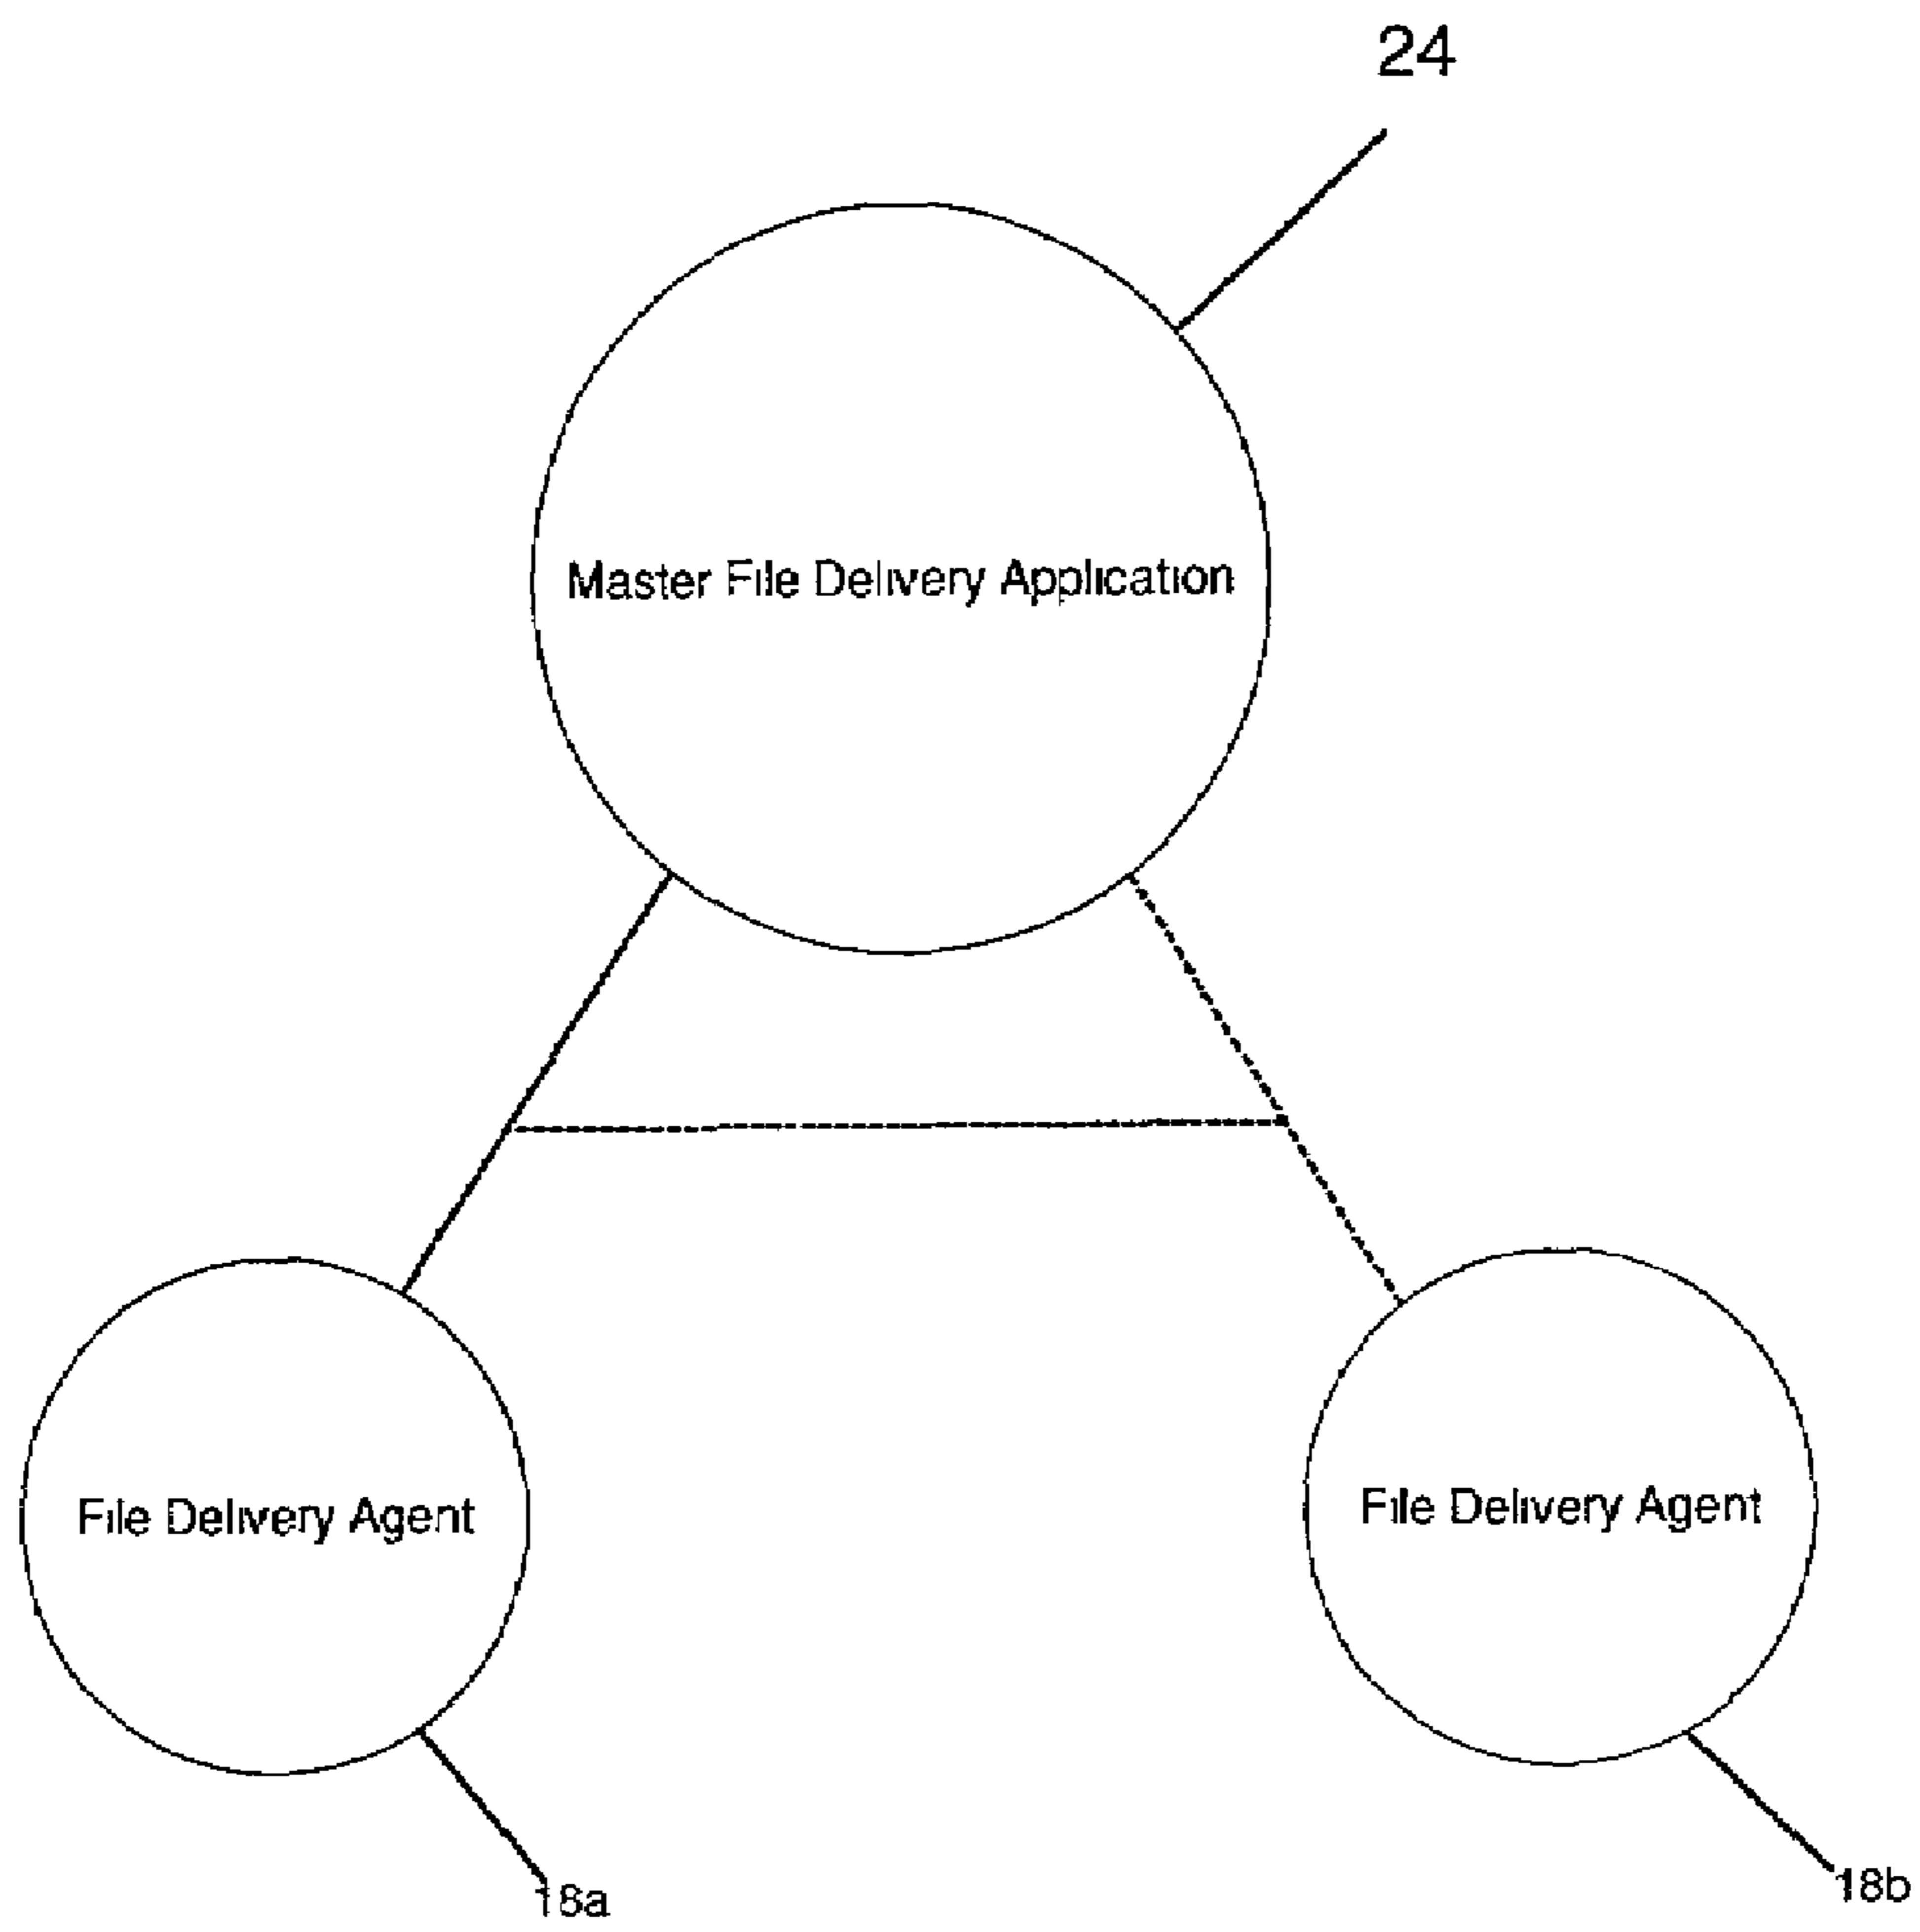 24
Master File Delivery Application
File Delivery Agent
File Delivery Agent
18a
18b